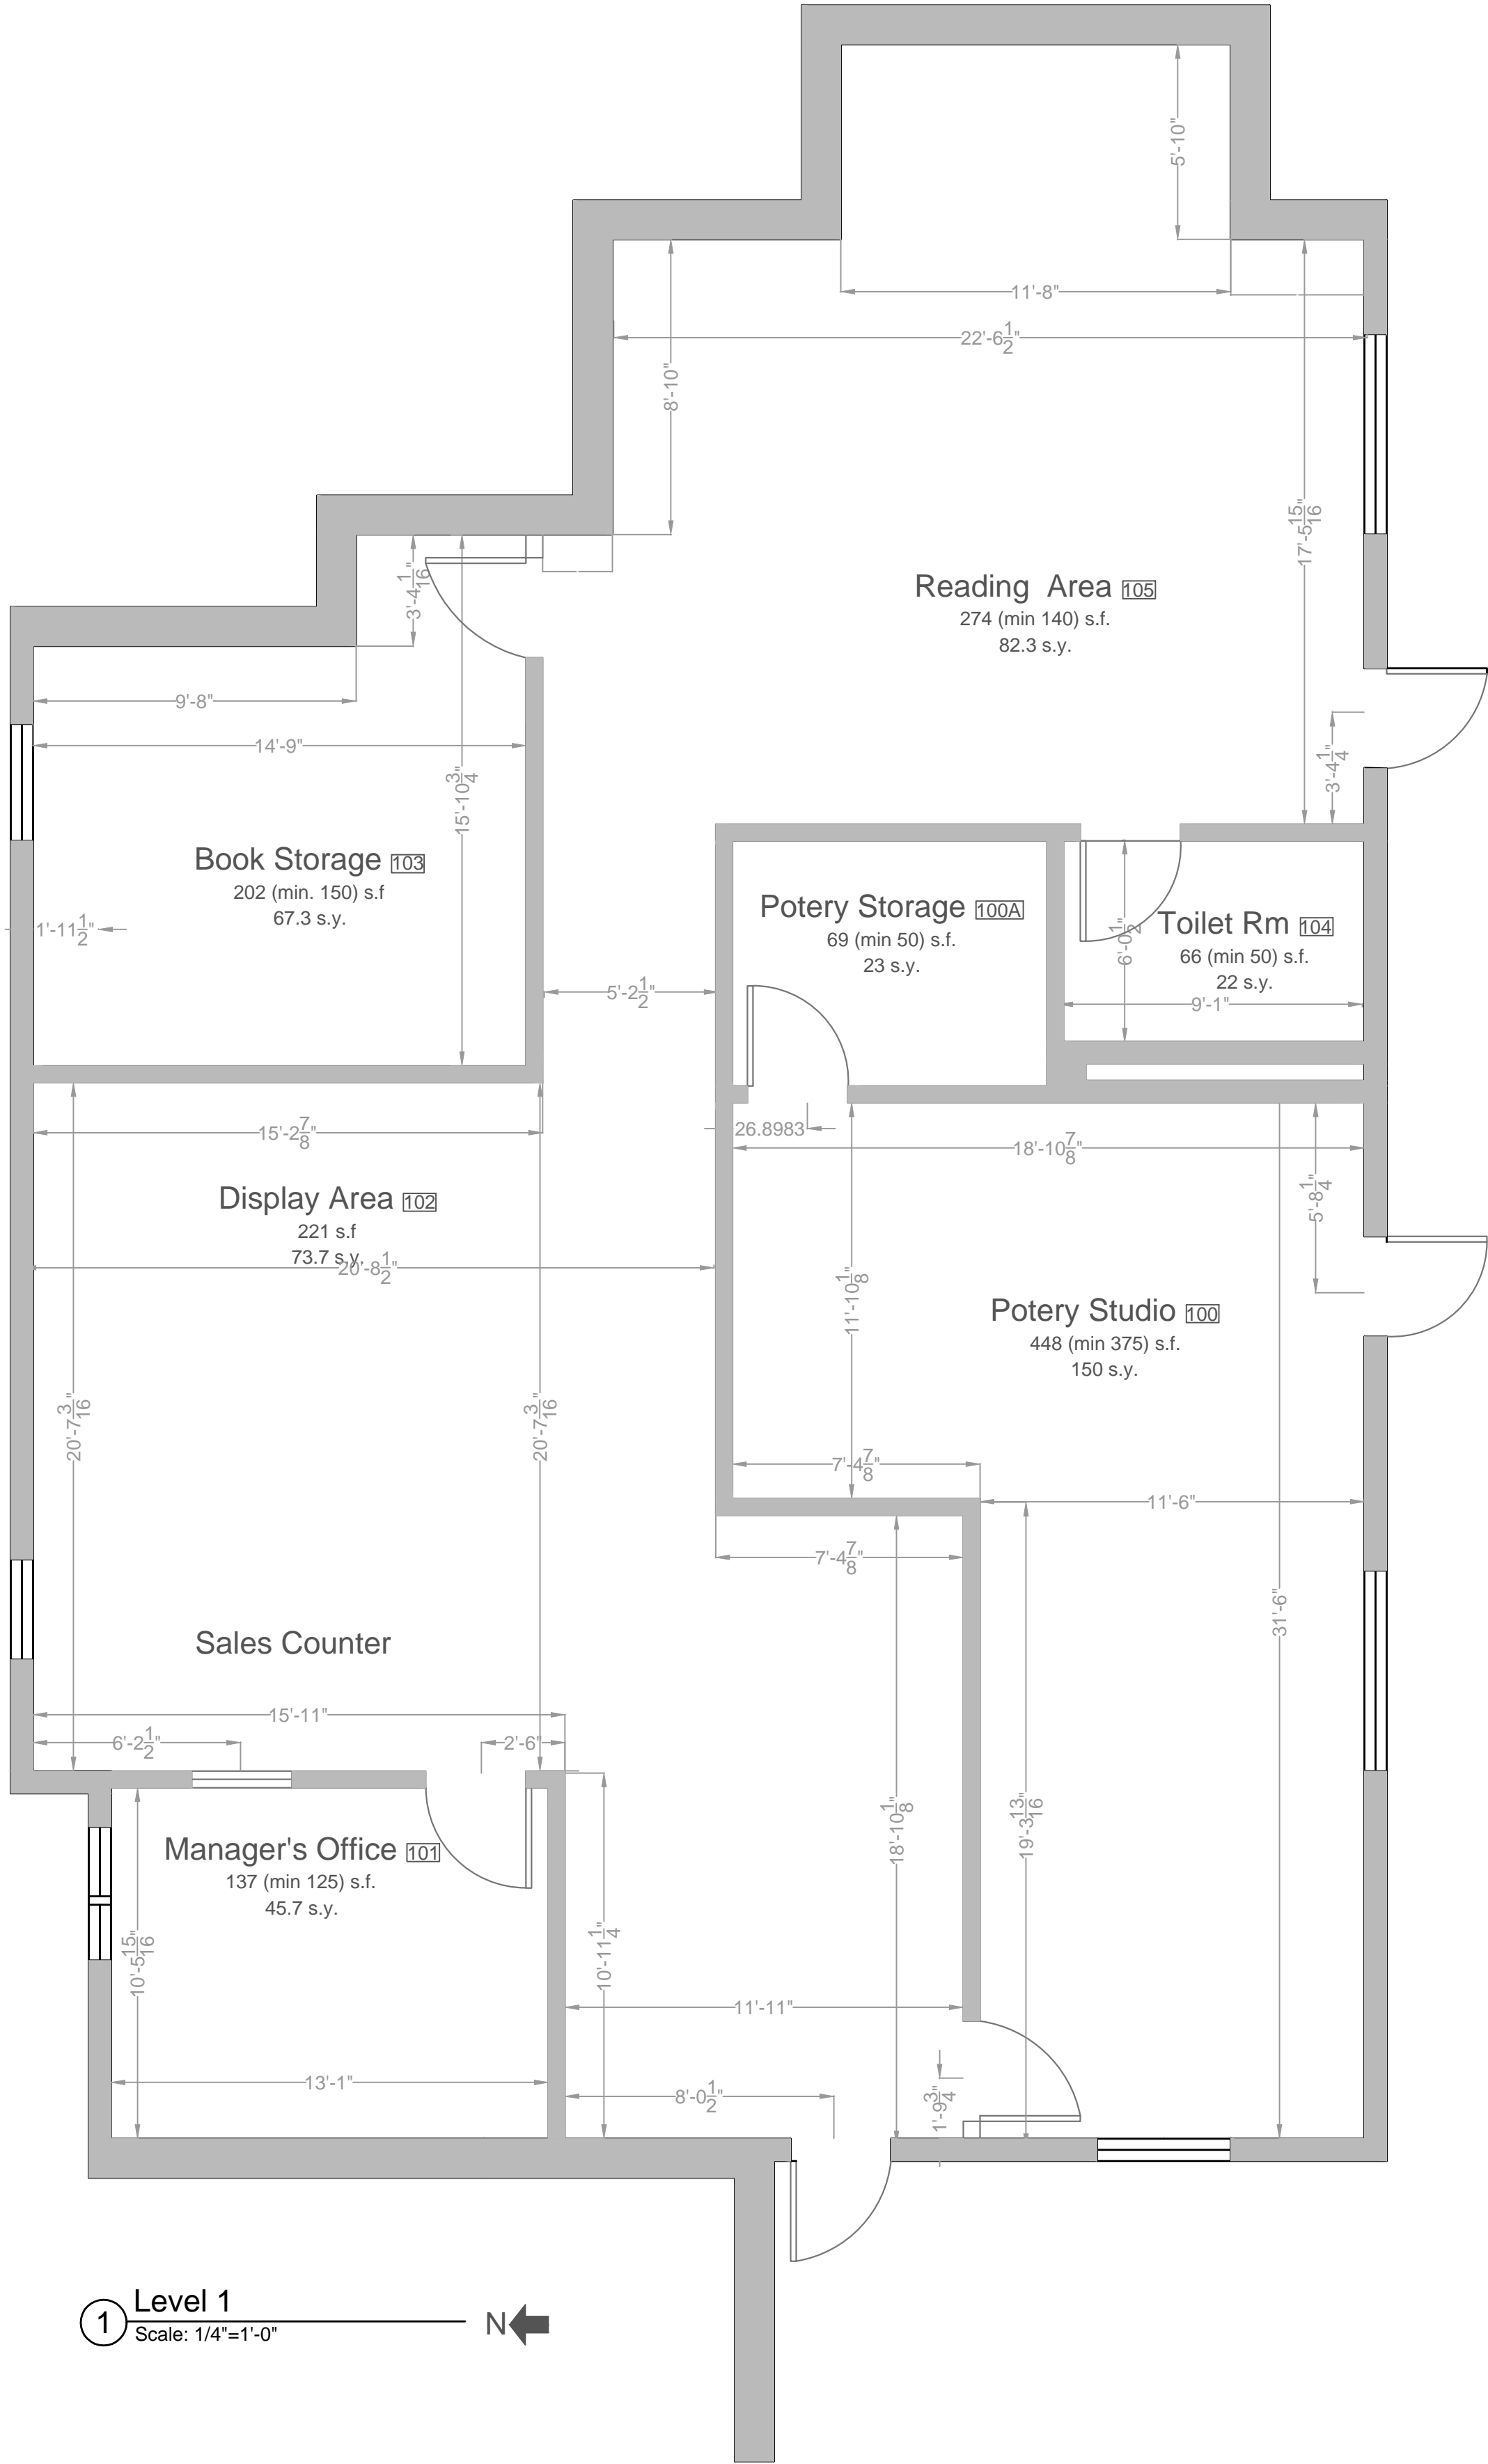 5'-10"
11'-8"
22'-6 1/2"
8'-10"
17'-5 15/16"
Reading  Area 105
274 (min 140) s.f.
82.3 s.y.
3'-4 1/16"
9'-8"
14'-9"
15'-10 3/4"
3'-4 1/4"
Book Storage 103
202 (min. 150) s.f
67.3 s.y.
1'-11 1/2"
Potery Storage 100A
69 (min 50) s.f.
23 s.y.
6'-0 1/2"
Toilet Rm 104
66 (min 50) s.f.
22 s.y.
9'-1"
5'-2 1/2"
15'-2 7/8"
26.8983
18'-10 7/8"
5'-8 1/4"
Display Area 102
221 s.f
73.7 s.y.
20'-8 1/2"
11'-10 1/8"
Potery Studio 100
448 (min 375) s.f.
150 s.y.
20'-7 3/16"
20'-7 3/16"
7'-4 7/8"
11'-6"
7'-4 7/8"
31'-6"
Sales Counter
15'-11"
6'-2 1/2"
2'-6"
18'-10 1/8"
19'-3 13/16"
Manager's Office 101
137 (min 125) s.f.
45.7 s.y.
10'-5 15/16"
10'-11 1/4"
11'-11"
13'-1"
8'-0 1/2"
1'-9 3/4"
1
Level 1
Scale: 1/4"=1'-0"
N